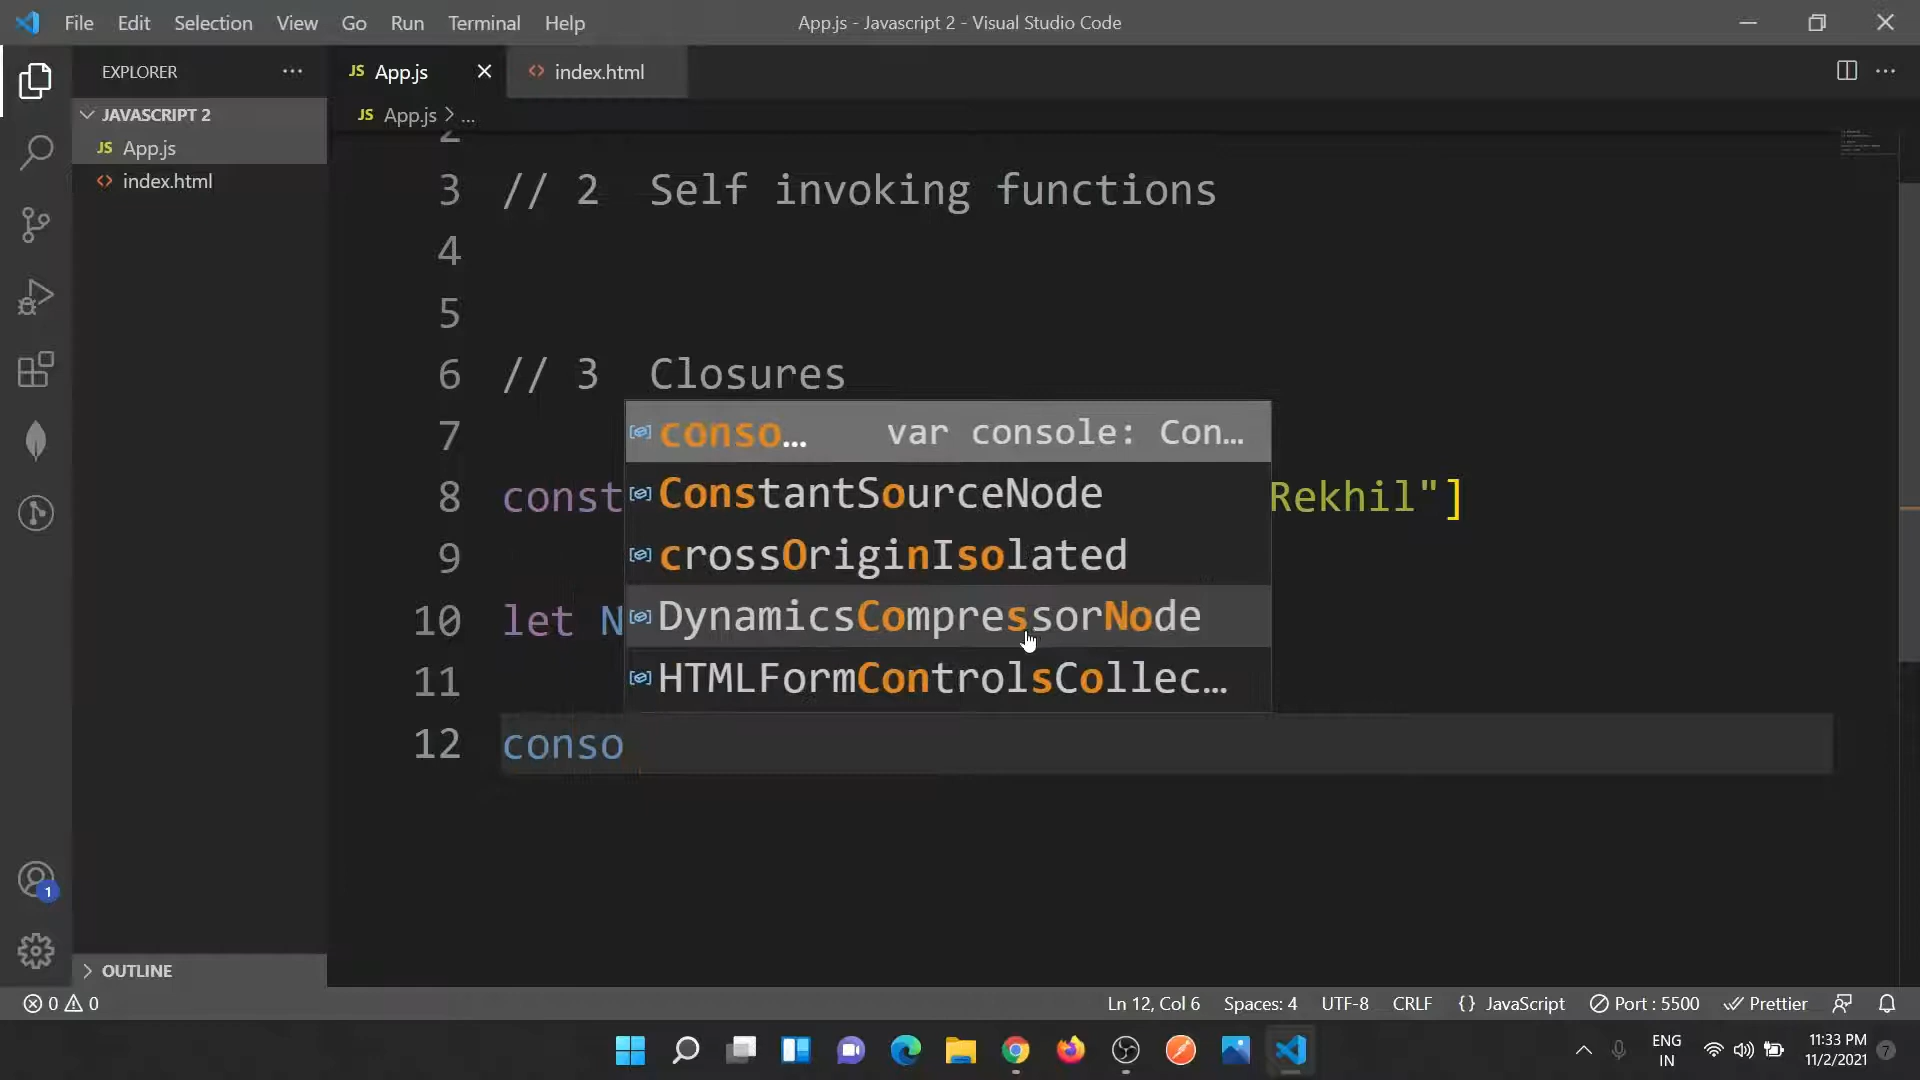 File Edit Selection View Go Run Terminal Help
App.js - Javascript 2 - Visual Studio Code
EXPLORER
JS App.js
index.html
JAVASCRIPT 2
JS App.js > ...
JS App.js
index.html
2
3 // 2 Self invoking functions
4
5
6 // 3 Closures
7
8 const Rekhil"]
9
10 let N
11
12 conso
conso… var console: Con…
ConstantSourceNode
crossOriginIsolated
DynamicsCompressorNode
HTMLFormControlsCollec…
1
OUTLINE
0 0
Ln 12, Col 6 Spaces: 4 UTF-8 CRLF {} JavaScript Port : 5500 Prettier
ENG
IN
11:33 PM
11/2/2021
7